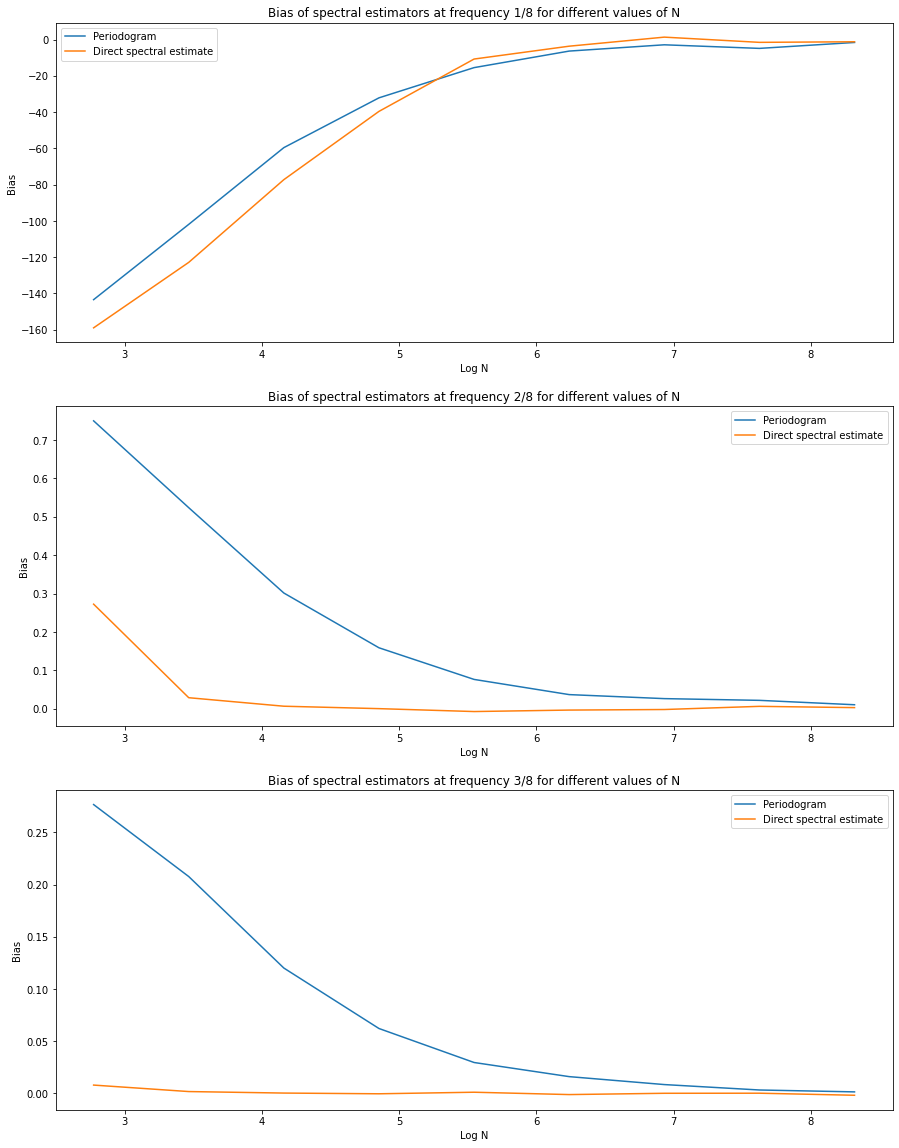 Bias of spectral estimators at frequency 1/8 for different values of N
Periodogram
Direct spectral estimate
0
−20
−40
−60
−80
−100
−120
−140
−160
Bias
3 4 5 6 7 8
Log N
Bias of spectral estimators at frequency 2/8 for different values of N
Periodogram
Direct spectral estimate
0.7
0.6
0.5
0.4
0.3
0.2
0.1
0.0
Bias
3 4 5 6 7 8
Log N
Bias of spectral estimators at frequency 3/8 for different values of N
Periodogram
Direct spectral estimate
0.25
0.20
0.15
0.10
0.05
0.00
Bias
3 4 5 6 7 8
Log N